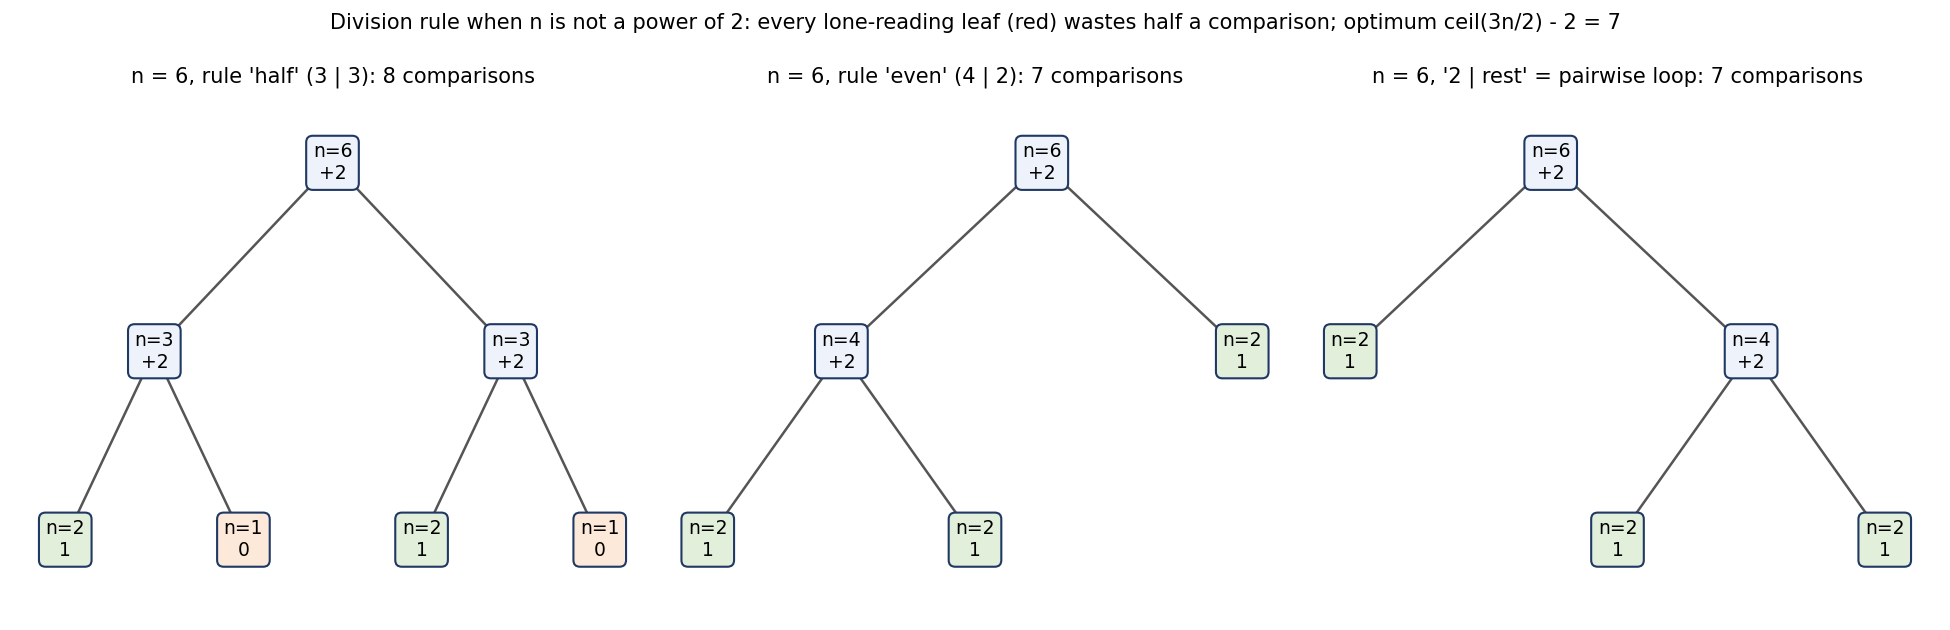 Division rule when n is not a power of 2: every lone-reading leaf (red) wastes half a comparison; optimum ceil(3n/2) - 2 = 7
n = 6, rule 'half' (3 | 3): 8 comparisons
n=6
+2
n=3
+2
n=3
+2
n=2
1
n=1
0
n=2
1
n=1
0
n = 6, rule 'even' (4 | 2): 7 comparisons
n=6
+2
n=4
+2
n=2
1
n=2
1
n=2
1
n = 6, '2 | rest' = pairwise loop: 7 comparisons
n=6
+2
n=2
1
n=4
+2
n=2
1
n=2
1